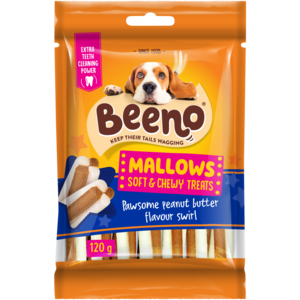 EXTRA
TEETH
CLEANING
POWER
Beeno
KEEP THEIR TAILS WAGGING
MALLOWS
SOFT & CHEWY TREATS
Pawsome peanut butter
flavour swirl
120 g